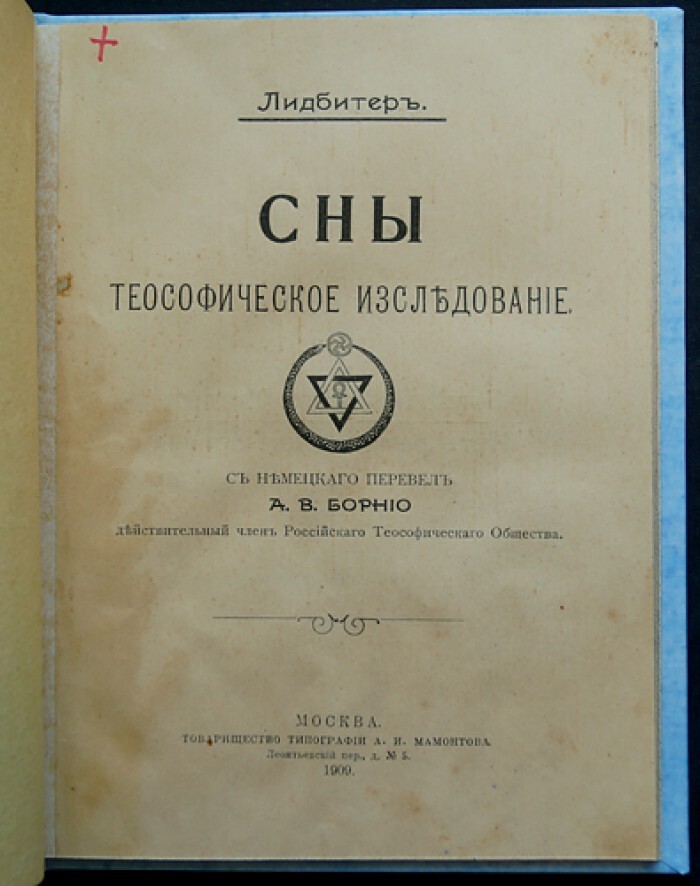 Лидбитеръ.
СНЫ
ТЕОСОФИЧЕСКОЕ ИЗСЛѢДОВАНІЕ.
СЪ НѢМЕЦКАГО ПЕРЕВЕЛЪ
А. В. БОРНІО
дѣйствительный членъ Россійскаго Теософическаго Общества.
МОСКВА.
ТОВАРИЩЕСТВО ТИПОГРАФІИ А. И. МАМОНТОВА
Леонтьевскій пер., д. № 5.
1909.